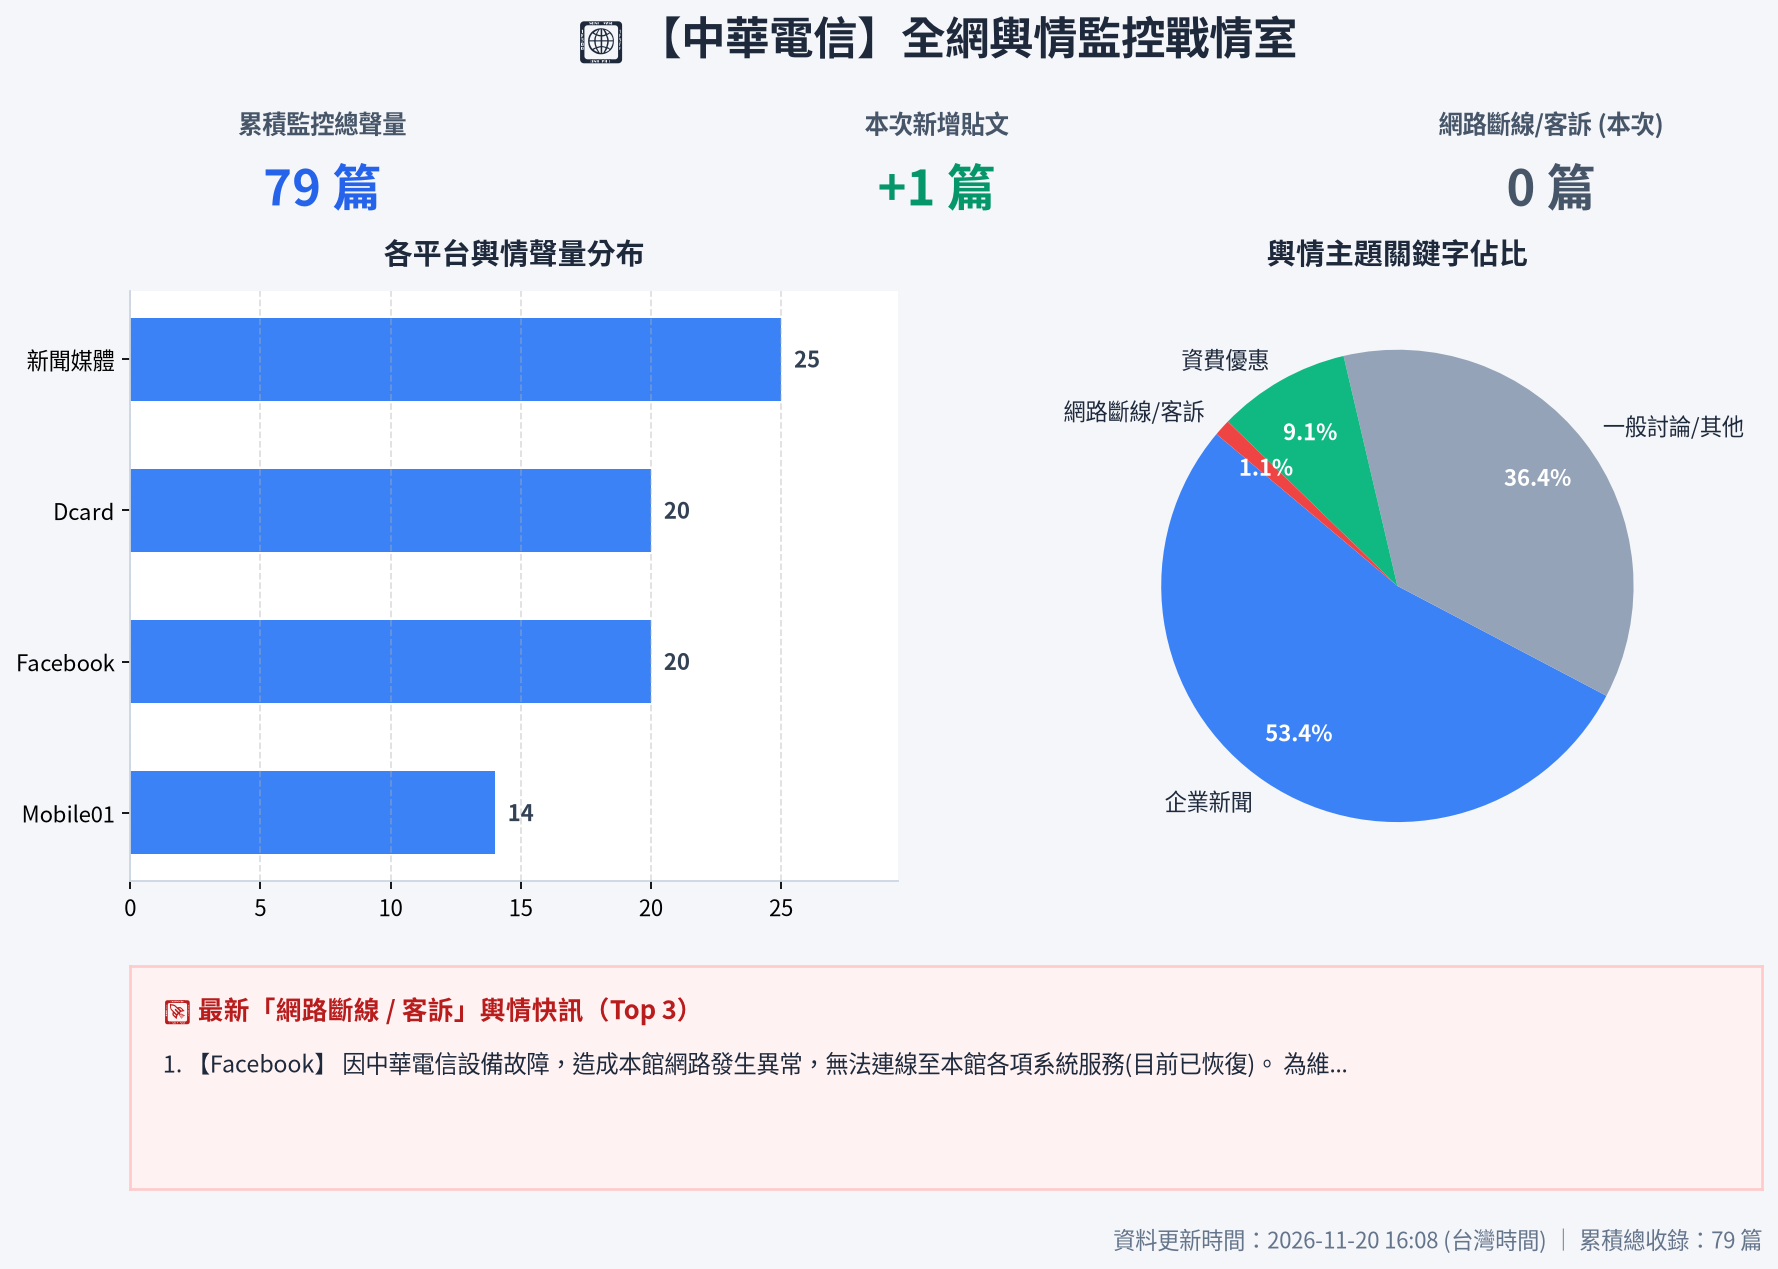 【中華電信】全網輿情監控戰情室
累積監控總聲量
79 篇
本次新增貼文
+1 篇
網路斷線/客訴 (本次)
0 篇
各平台輿情聲量分布
新聞媒體
25
Dcard
20
Facebook
20
Mobile01
14
0 5 10 15 20 25
輿情主題關鍵字佔比
資費優惠
9.1%
網路斷線/客訴
1.1%
一般討論/其他
36.4%
53.4%
企業新聞
最新「網路斷線 / 客訴」輿情快訊（Top 3）
1. 【Facebook】 因中華電信設備故障，造成本館網路發生異常，無法連線至本館各項系統服務(目前已恢復)。 為維...
資料更新時間：2026-11-20 16:08 (台灣時間) ｜ 累積總收錄：79 篇